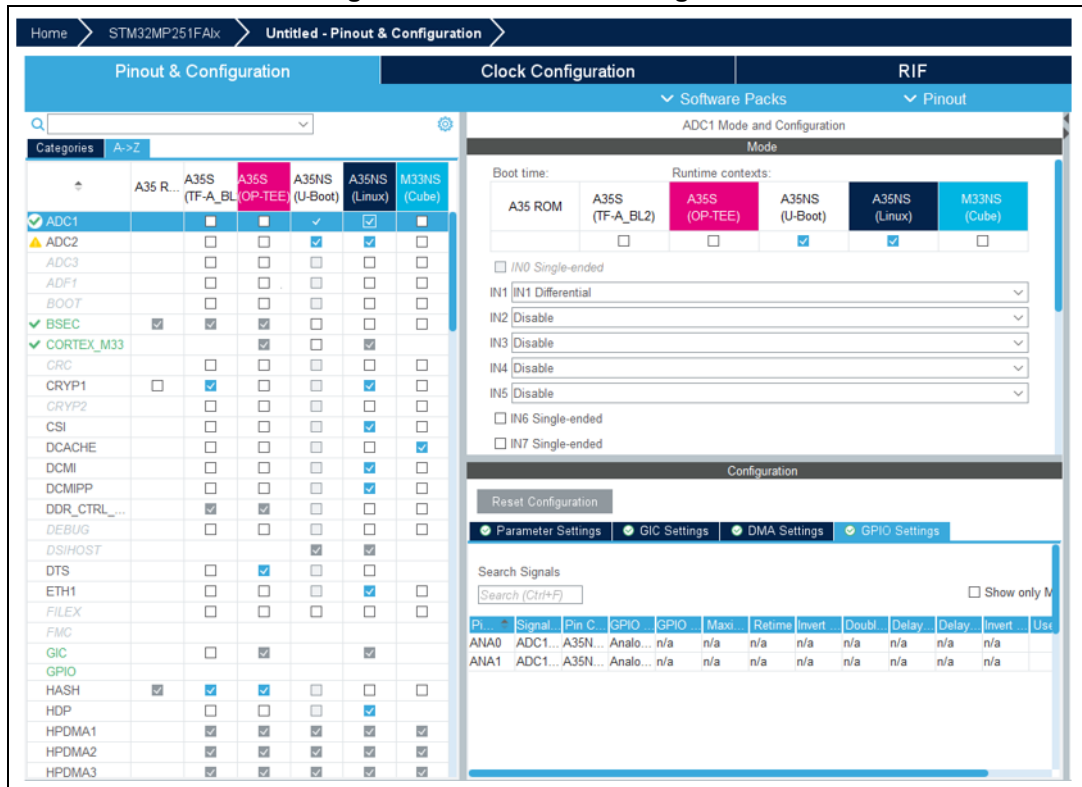 Home STM32MP251FAIx Untitled - Pinout & Configuration
Pinout & Configuration Clock Configuration RIF
Software Packs Pinout
Categories A->Z
A35 R... A35S (TF-A_BL A35S (OP-TEE) A35NS (U-Boot) A35NS (Linux) M33NS (Cube)
ADC1
ADC2
ADC3
ADF1
BOOT
BSEC
CORTEX_M33
CRC
CRYP1
CRYP2
CSI
DCACHE
DCMI
DCMIPP
DDR_CTRL_...
DEBUG
DSIHOST
DTS
ETH1
FILEX
FMC
GIC
GPIO
HASH
HDP
HPDMA1
HPDMA2
HPDMA3
ADC1 Mode and Configuration
Mode
Boot time: Runtime contexts:
A35 ROM A35S (TF-A_BL2) A35S (OP-TEE) A35NS (U-Boot) A35NS (Linux) M33NS (Cube)
IN0 Single-ended
IN1 IN1 Differential
IN2 Disable
IN3 Disable
IN4 Disable
IN5 Disable
IN6 Single-ended
IN7 Single-ended
Configuration
Reset Configuration
Parameter Settings GIC Settings DMA Settings GPIO Settings
Search Signals
Search (Ctrl+F) Show only M
Pi... Signal... Pin C... GPIO ... GPIO ... Maxi... Retime Invert ... Doubl... Delay... Delay... Invert ... Use
ANA0 ADC1... A35N... Analo... n/a n/a n/a n/a n/a n/a n/a n/a
ANA1 ADC1... A35N... Analo... n/a n/a n/a n/a n/a n/a n/a n/a